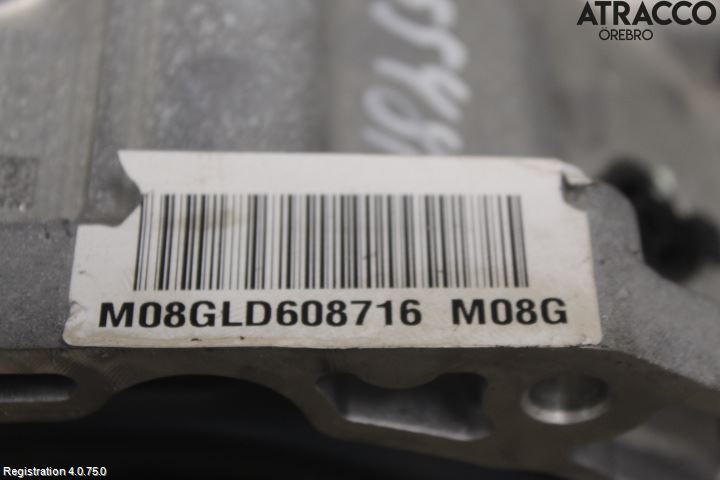 ATRACCO
ÖREBRO
M08GLD608716 M08G
Registration 4.0.75.0